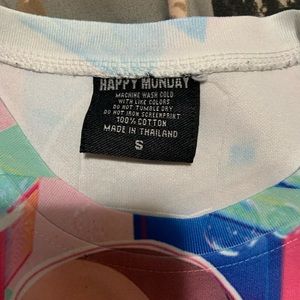 HAPPY MUNDAY
MACHINE WASH COLD
WITH LIKE COLORS
DO NOT TUMBLE DRY
DO NOT IRON SCREENPRINT
100% COTTON
MADE IN THAILAND
S